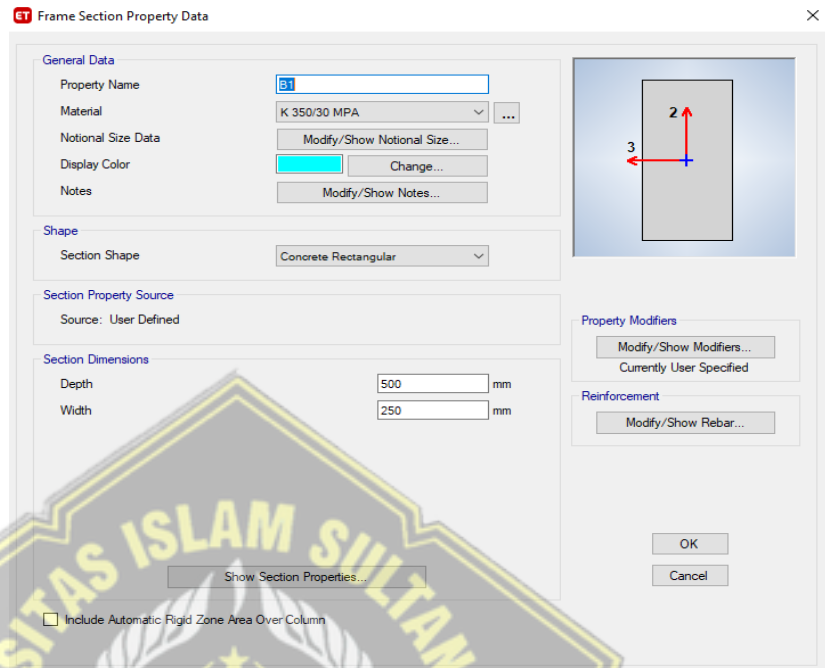 ET Frame Section Property Data
General Data
Property Name B1
Material K 350/30 MPA ...
Notional Size Data Modify/Show Notional Size...
Display Color Change...
Notes Modify/Show Notes...
2
3
Shape
Section Shape Concrete Rectangular
Section Property Source
Source: User Defined
Property Modifiers
Modify/Show Modifiers...
Currently User Specified
Section Dimensions
Depth 500 mm
Width 250 mm
Reinforcement
Modify/Show Rebar...
Show Section Properties...
Include Automatic Rigid Zone Area Over Column
OK
Cancel
SITAS ISLAM SULTAN